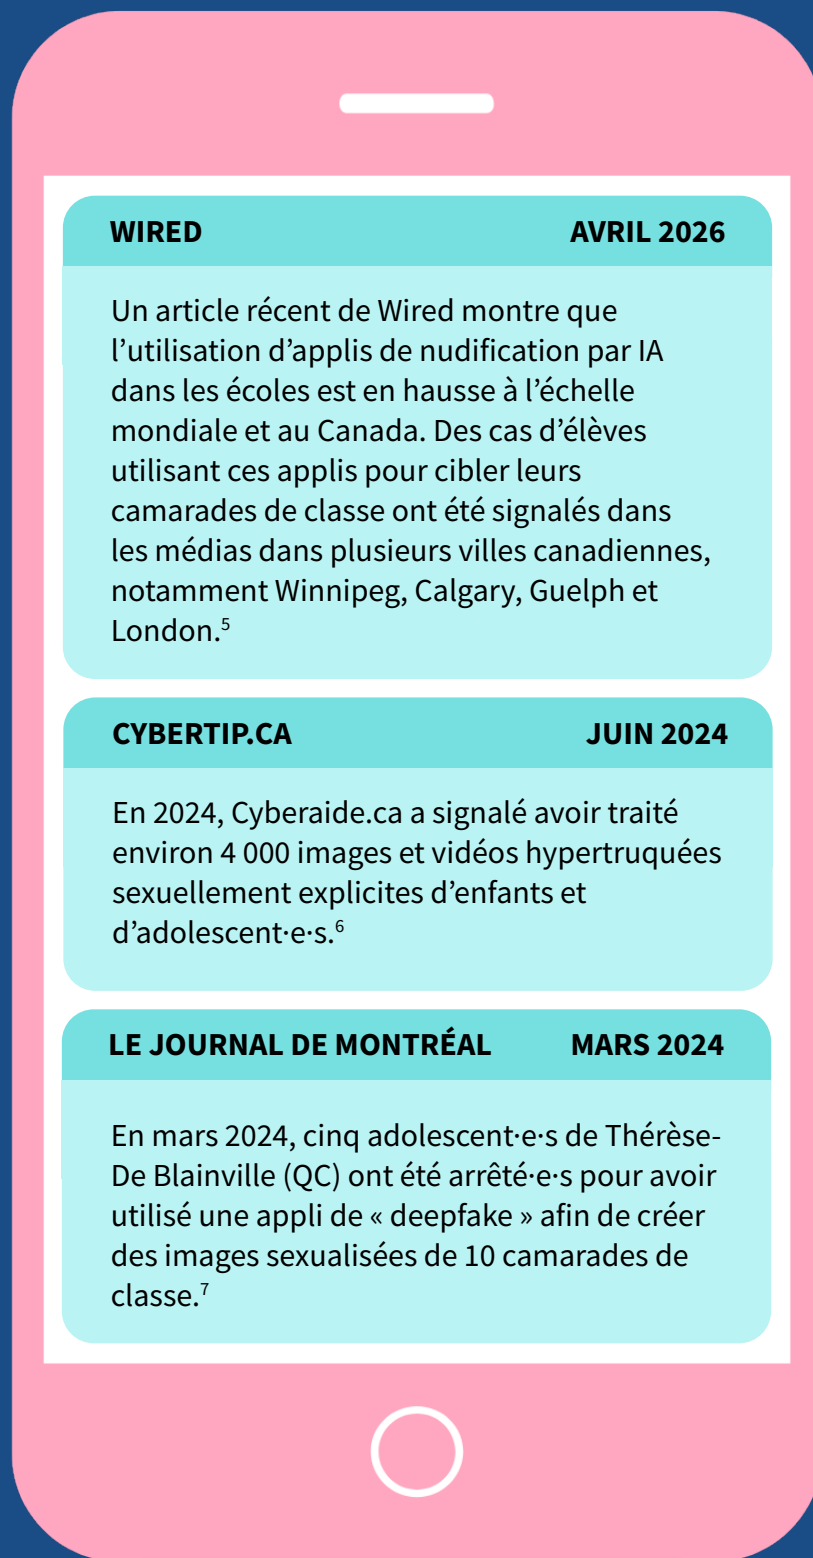 WIRED AVRIL 2026
Un article récent de Wired montre que
l’utilisation d’applis de nudification par IA
dans les écoles est en hausse à l’échelle
mondiale et au Canada. Des cas d’élèves
utilisant ces applis pour cibler leurs
camarades de classe ont été signalés dans
les médias dans plusieurs villes canadiennes,
notamment Winnipeg, Calgary, Guelph et
London.⁵
CYBERTIP.CA JUIN 2024
En 2024, Cyberaide.ca a signalé avoir traité
environ 4 000 images et vidéos hypertruquées
sexuellement explicites d’enfants et
d’adolescent·e·s.⁶
LE JOURNAL DE MONTRÉAL MARS 2024
En mars 2024, cinq adolescent·e·s de Thérèse-
De Blainville (QC) ont été arrêté·e·s pour avoir
utilisé une appli de « deepfake » afin de créer
des images sexualisées de 10 camarades de
classe.⁷